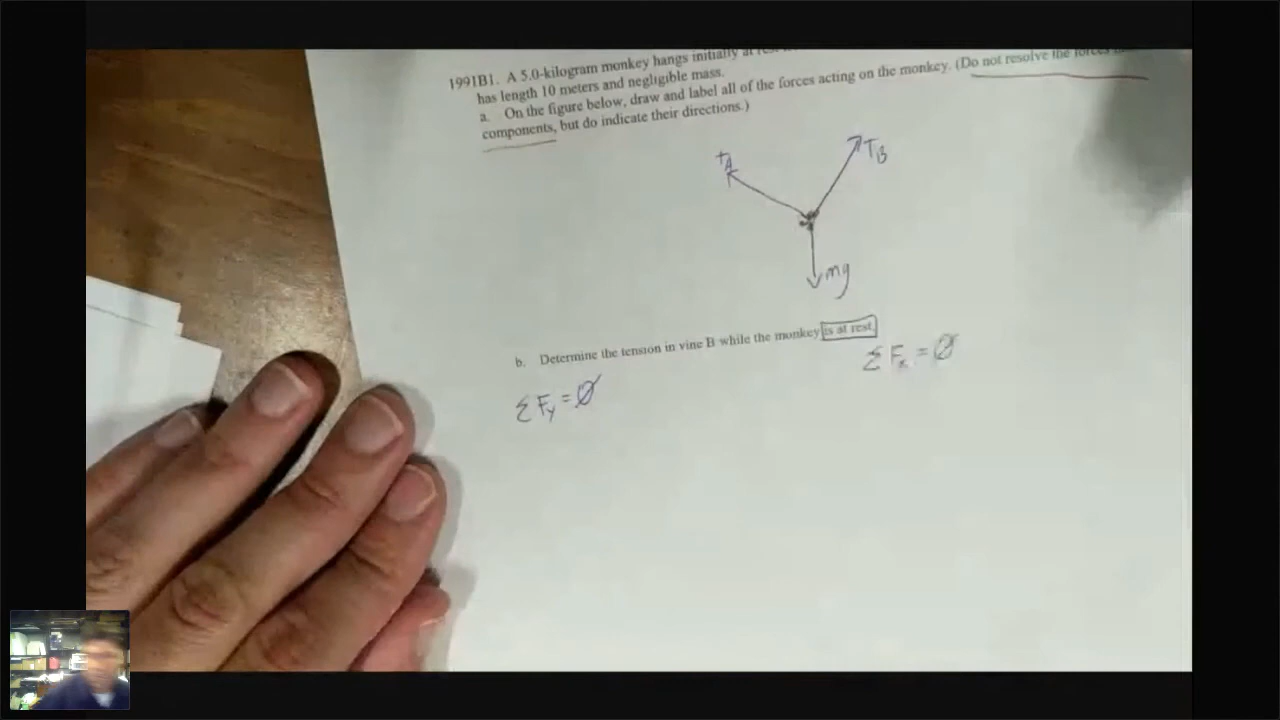 1991B1. A 5.0-kilogram monkey hangs initially at
has length 10 meters and negligible mass.
a. On the figure below, draw and label all of the forces acting on the monkey. (Do not resolve the forces
components, but do indicate their directions.)
TA
TB
mg
b. Determine the tension in vine B while the monkey is at rest.
ΣFx = 0
ΣFy = 0